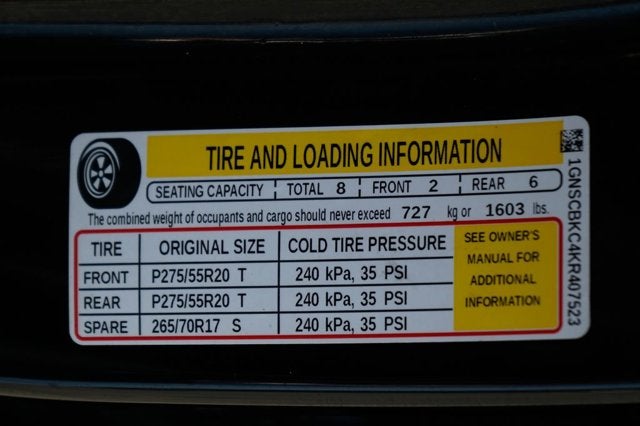 TIRE AND LOADING INFORMATION
SEATING CAPACITY TOTAL 8 FRONT 2 REAR 6
The combined weight of occupants and cargo should never exceed 727 kg or 1603 lbs.
TIRE ORIGINAL SIZE COLD TIRE PRESSURE
FRONT P275/55R20 T 240 kPa, 35 PSI
REAR P275/55R20 T 240 kPa, 35 PSI
SPARE 265/70R17 S 240 kPa, 35 PSI
SEE OWNER'S
MANUAL FOR
ADDITIONAL
INFORMATION
1GNSCBKC4KR407523